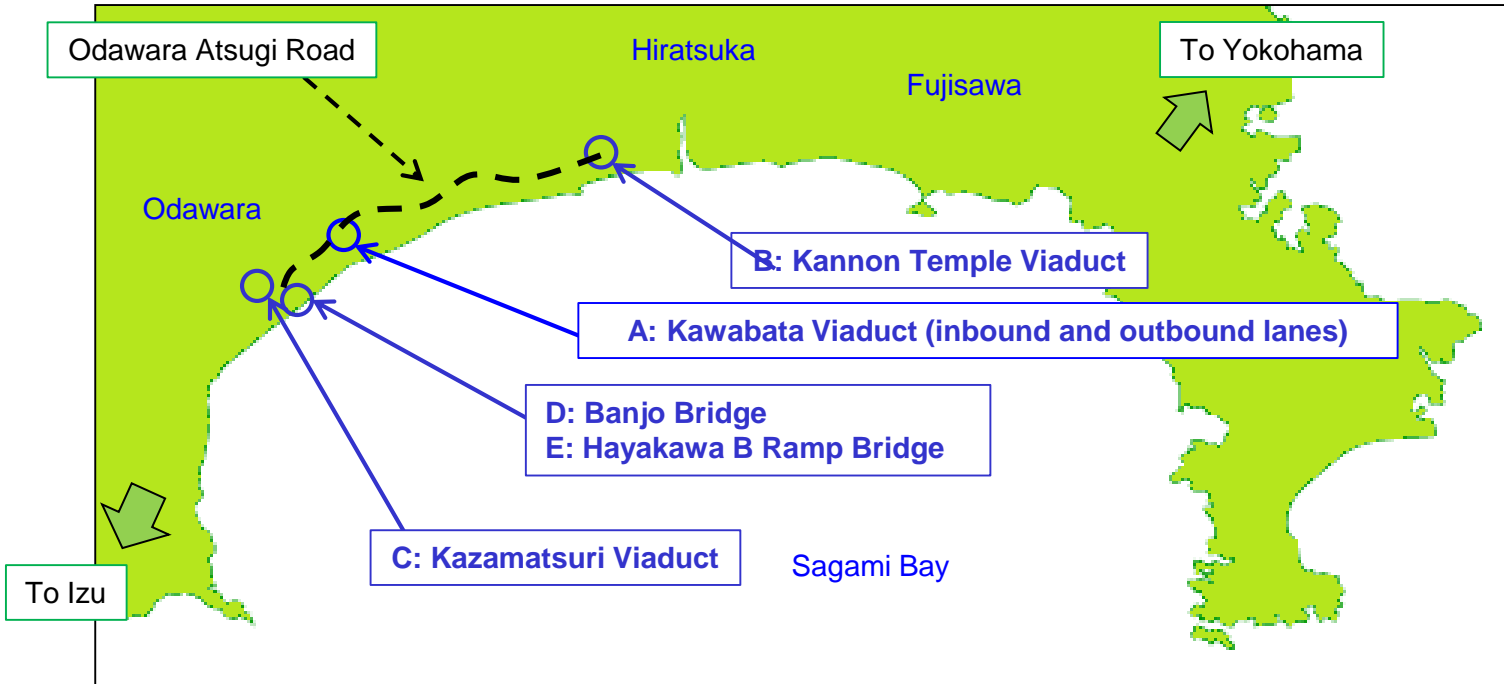 Odawara Atsugi Road
Hiratsuka
To Yokohama
Fujisawa
Odawara
B: Kannon Temple Viaduct
A: Kawabata Viaduct (inbound and outbound lanes)
D: Banjo Bridge
E: Hayakawa B Ramp Bridge
C: Kazamatsuri Viaduct
Sagami Bay
To Izu